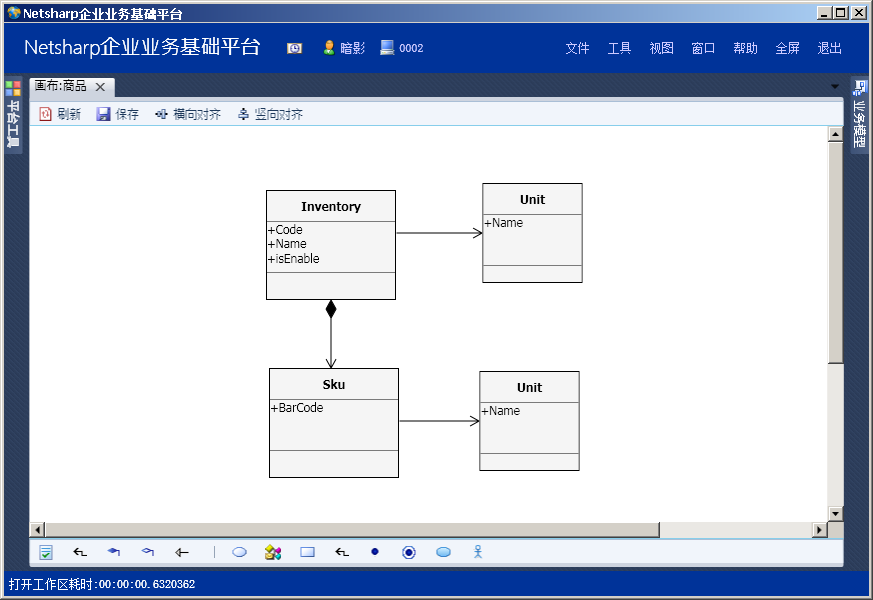 Netsharp企业业务基础平台
Netsharp企业业务基础平台 暗影 0002 文件 工具 视图 窗口 帮助 全屏 退出
平台工具
画布:商品
业务模型
刷新 保存 横向对齐 竖向对齐
Inventory
+Code
+Name
+isEnable
Unit
+Name
Sku
+BarCode
Unit
+Name
打开工作区耗时:00:00:00.6320362